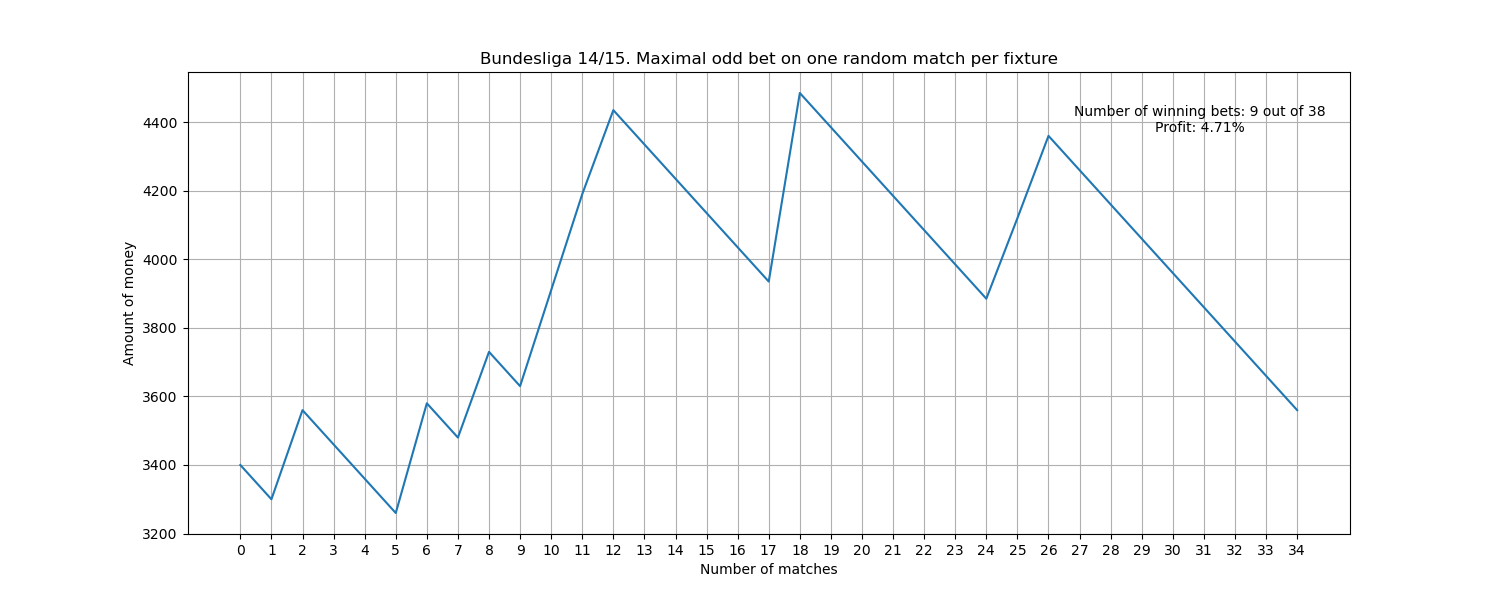 Bundesliga 14/15. Maximal odd bet on one random match per fixture
Number of winning bets: 9 out of 38
Profit: 4.71%
Amount of money
4400
4200
4000
3800
3600
3400
3200
0 1 2 3 4 5 6 7 8 9 10 11 12 13 14 15 16 17 18 19 20 21 22 23 24 25 26 27 28 29 30 31 32 33 34
Number of matches